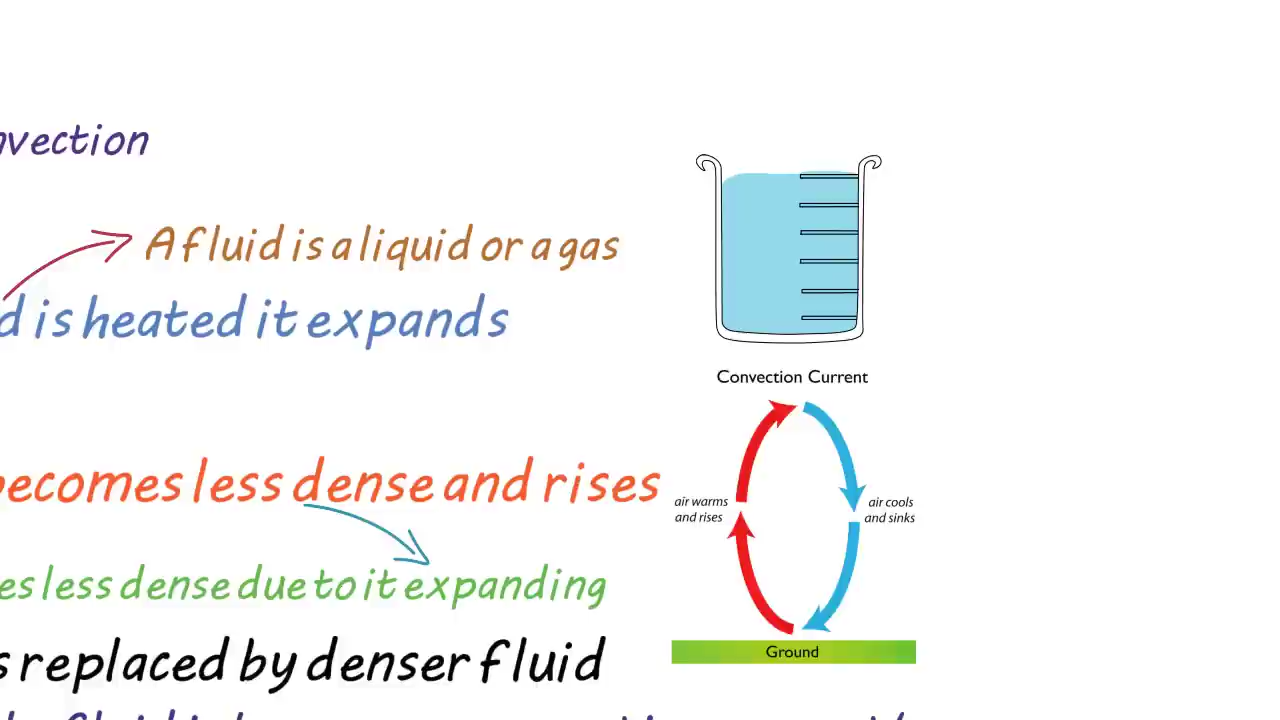 nvection
A fluid is a liquid or a gas
d is heated it expands
Convection Current
becomes less dense and rises
air warms
and rises
air cools
and sinks
es less dense due to it expanding
s replaced by denser fluid
Ground